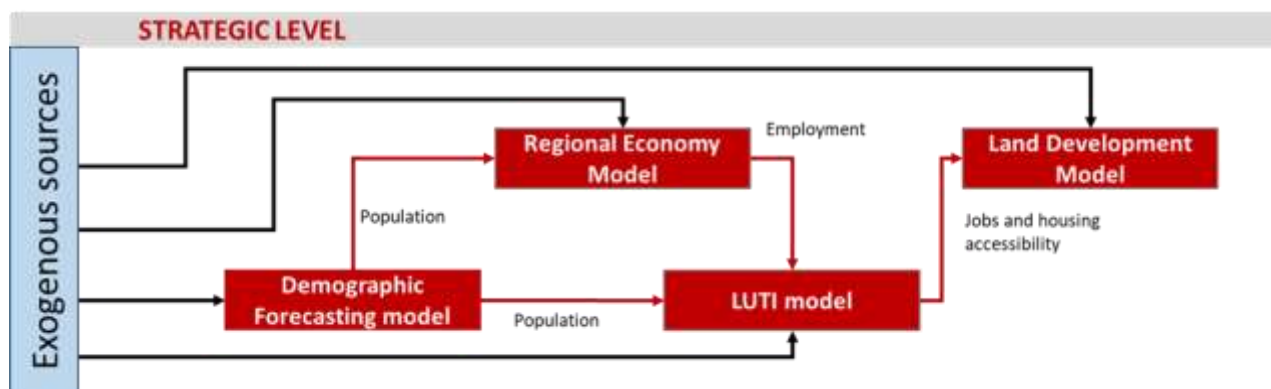 STRATEGIC LEVEL
Exogenous sources
Regional Economy
Model
Employment
Land Development
Model
Population
Jobs and housing
accessibility
Demographic
Forecasting model
Population
LUTI model